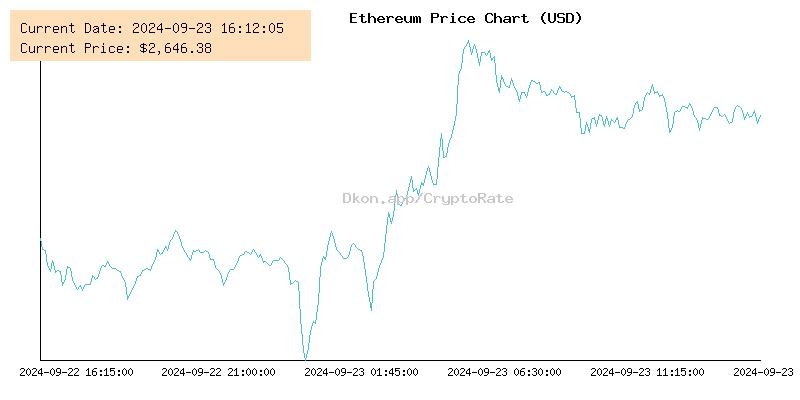 Ethereum Price Chart (USD)
Current Date: 2024-09-23 16:12:05
Current Price: $2,646.38
Dkon.app/CryptoRate
2024-09-22 16:15:00 2024-09-22 21:00:00 2024-09-23 01:45:00 2024-09-23 06:30:00 2024-09-23 11:15:00 2024-09-23